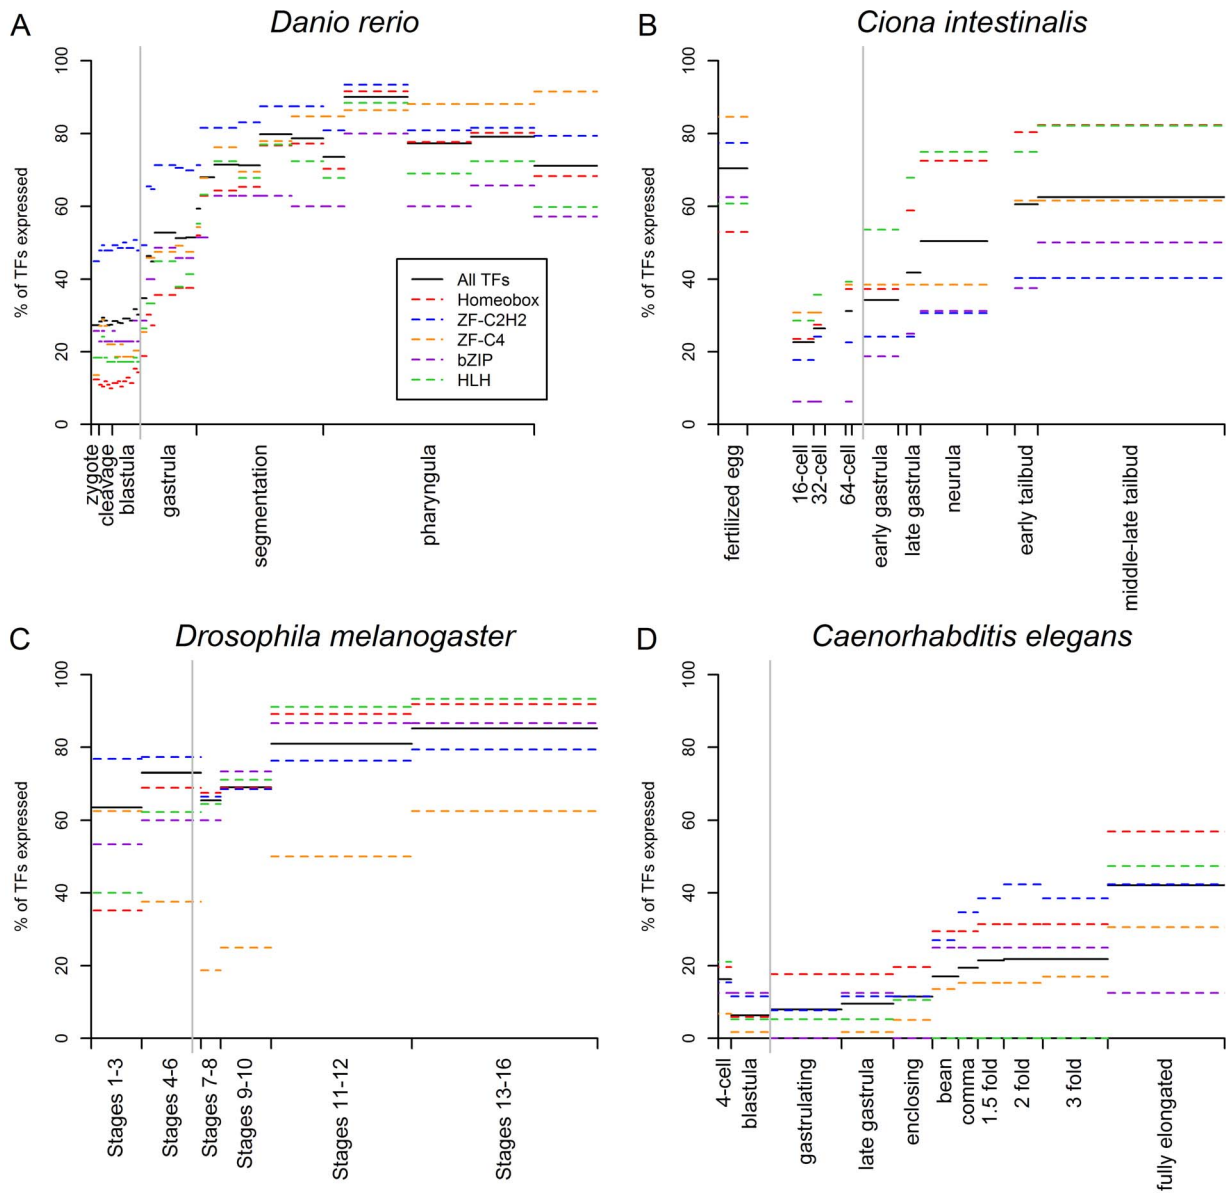 A
Danio rerio
% of TFs expressed
100
80
60
40
20
0
All TFs
Homeobox
ZF-C2H2
ZF-C4
bZIP
HLH
zygote
cleavage
blastula
gastrula
segmentation
pharyngula
B
Ciona intestinalis
% of TFs expressed
100
80
60
40
20
0
fertilized egg
16-cell
32-cell
64-cell
early gastrula
late gastrula
neurula
early tailbud
middle-late tailbud
C
Drosophila melanogaster
% of TFs expressed
100
80
60
40
20
0
Stages 1-3
Stages 4-6
Stages 7-8
Stages 9-10
Stages 11-12
Stages 13-16
D
Caenorhabditis elegans
% of TFs expressed
100
80
60
40
20
0
4-cell
blastula
gastrulating
late gastrula
enclosing
bean
comma
1.5 fold
2 fold
3 fold
fully elongated